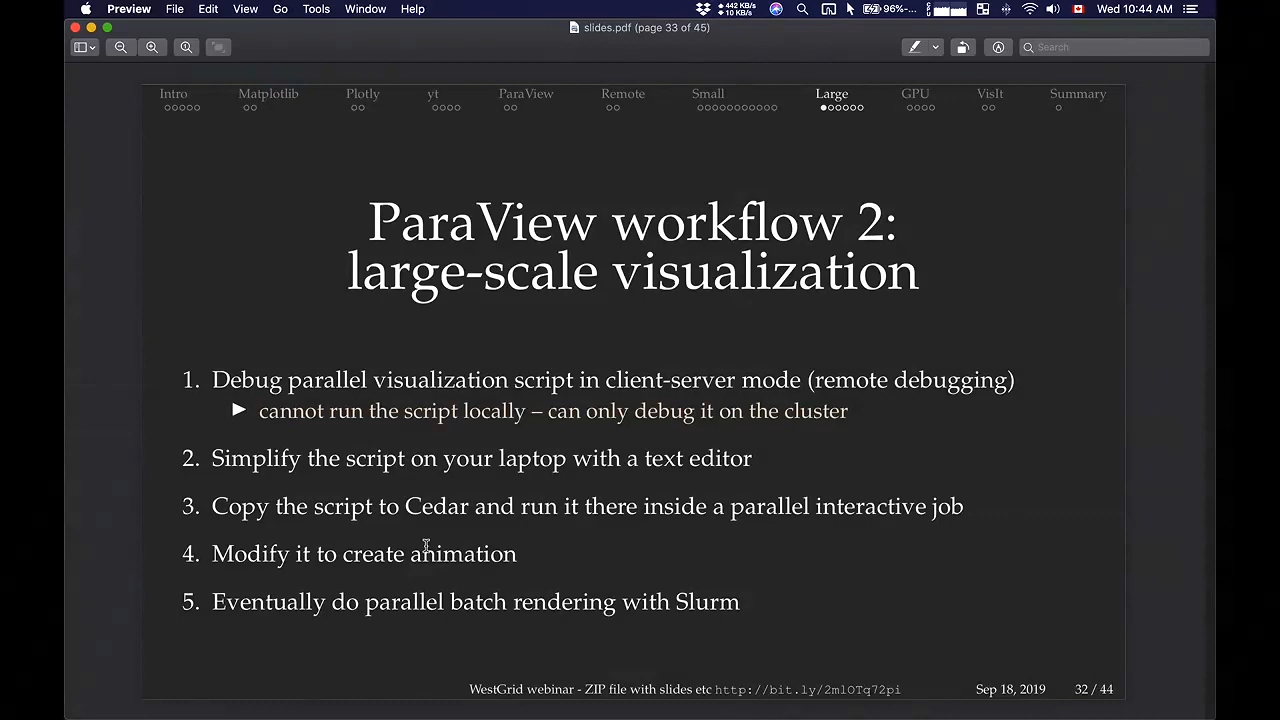 Preview File Edit View Go Tools Window Help 442 KB/s 10 KB/s 96%... Wed 10:44 AM
slides.pdf (page 33 of 45)
Search
Intro Matplotlib Plotly yt ParaView Remote Small Large GPU VisIt Summary
ParaView workflow 2:
large-scale visualization
1. Debug parallel visualization script in client-server mode (remote debugging)
▶ cannot run the script locally – can only debug it on the cluster
2. Simplify the script on your laptop with a text editor
3. Copy the script to Cedar and run it there inside a parallel interactive job
4. Modify it to create animation
5. Eventually do parallel batch rendering with Slurm
WestGrid webinar - ZIP file with slides etc http://bit.ly/2mlOTq72pi Sep 18, 2019 32 / 44